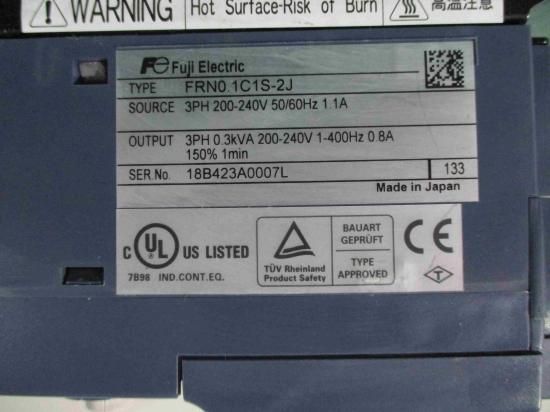 WARNING Hot Surface-Risk of Burn 高温注意
Fe Fuji Electric
TYPE FRN0.1C1S-2J
SOURCE 3PH 200-240V 50/60Hz 1.1A
OUTPUT 3PH 0.3kVA 200-240V 1-400Hz 0.8A
150% 1min
SER No. 18B423A0007L 133
Made in Japan
C UL US LISTED
7B98 IND.CONT.EQ.
TÜV Rheinland
Product Safety
BAUART
GEPRÜFT
TYPE
APPROVED
CE
T